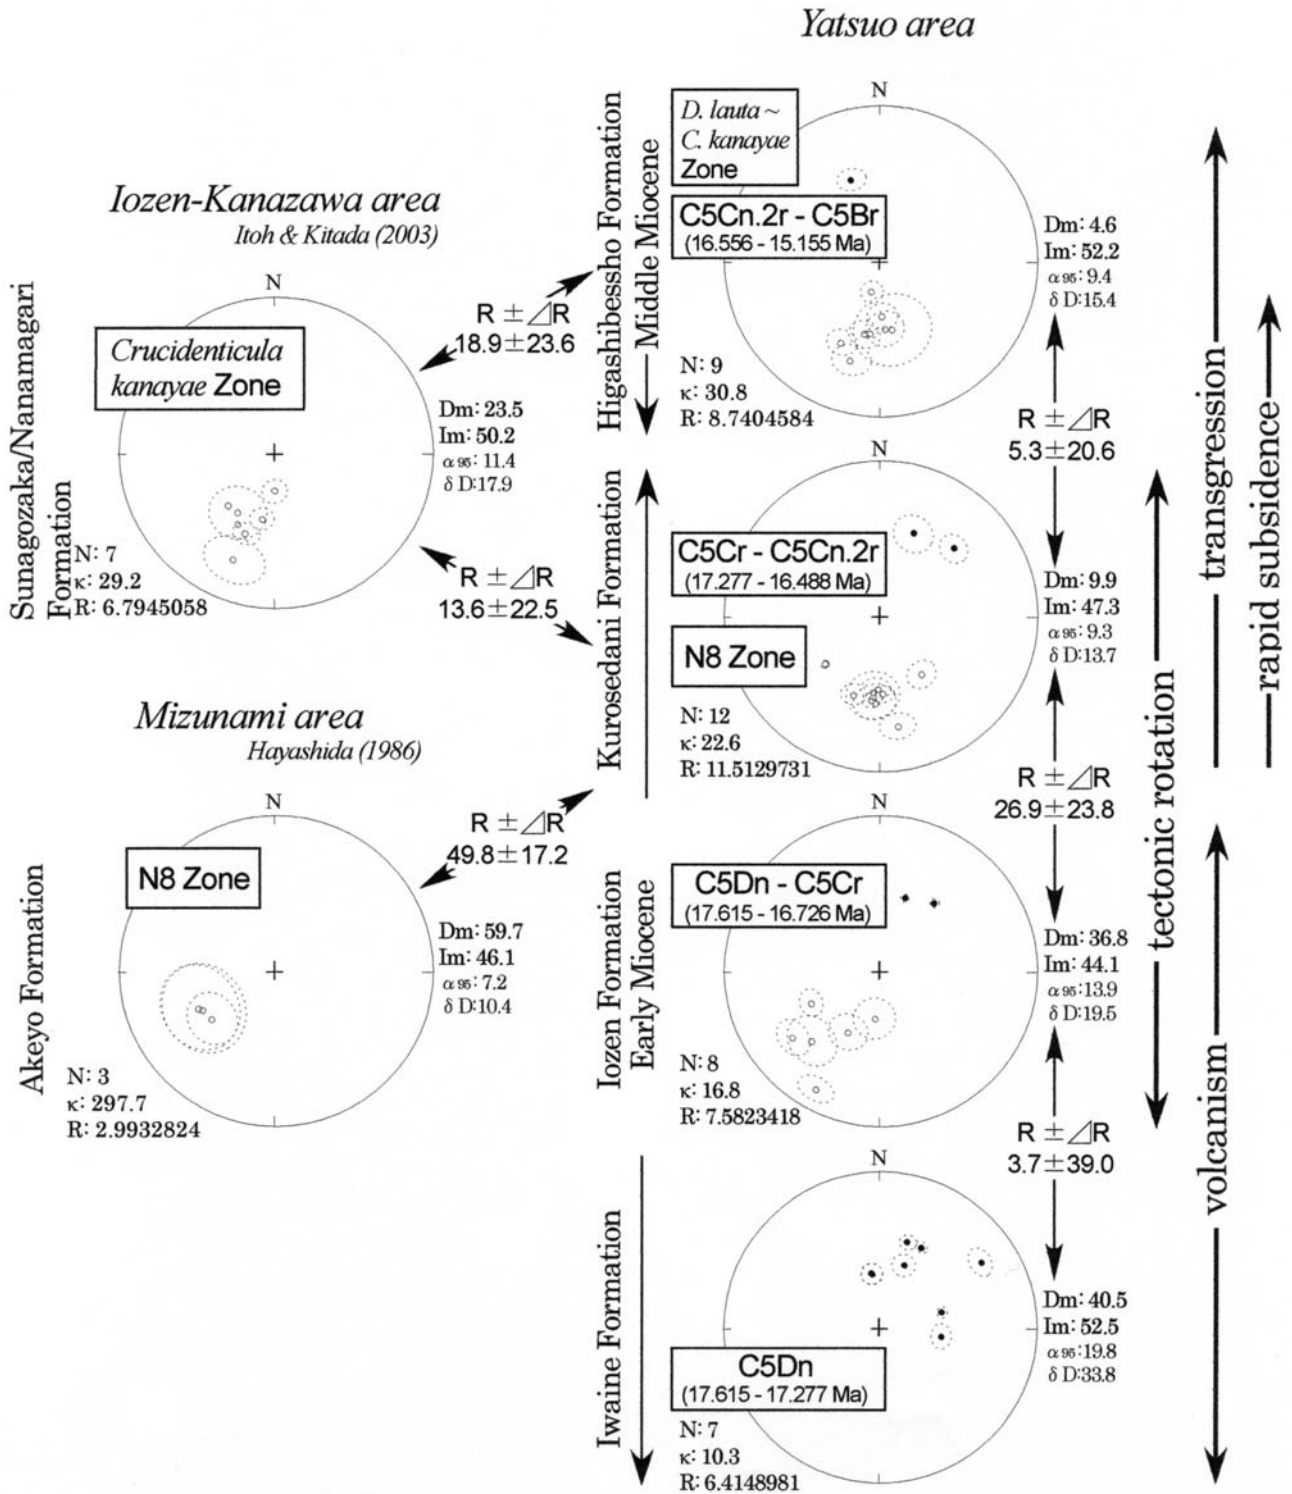 Yatsuo area
Iozen-Kanazawa area
Itoh & Kitada (2003)
N
Crucidenticula
kanayae Zone
Sunagozaka/Nanamagari
Formation
N: 7
κ: 29.2
R: 6.7945058
Dm: 23.5
Im: 50.2
α95: 11.4
δ D:17.9
R ± ⊿R
18.9±23.6
R ± ⊿R
13.6±22.5
Mizunami area
Hayashida (1986)
N
N8 Zone
Akeyo Formation
N: 3
κ: 297.7
R: 2.9932824
Dm: 59.7
Im: 46.1
α95: 7.2
δ D:10.4
R ± ⊿R
49.8±17.2
Higashibessho Formation
Middle Miocene
N
D. lauta ~
C. kanayae
Zone
C5Cn.2r - C5Br
(16.556 - 15.155 Ma)
N: 9
κ: 30.8
R: 8.7404584
Dm: 4.6
Im: 52.2
α95: 9.4
δ D:15.4
R ± ⊿R
5.3±20.6
Kurosedani Formation
N
C5Cr - C5Cn.2r
(17.277 - 16.488 Ma)
N8 Zone
N: 12
κ: 22.6
R: 11.5129731
Dm: 9.9
Im: 47.3
α95: 9.3
δ D:13.7
R ± ⊿R
26.9±23.8
Iozen Formation
Early Miocene
N
C5Dn - C5Cr
(17.615 - 16.726 Ma)
N: 8
κ: 16.8
R: 7.5823418
Dm: 36.8
Im: 44.1
α95:13.9
δ D:19.5
R ± ⊿R
3.7±39.0
Iwaine Formation
N
C5Dn
(17.615 - 17.277 Ma)
N: 7
κ: 10.3
R: 6.4148981
Dm: 40.5
Im: 52.5
α95:19.8
δ D:33.8
tectonic rotation
transgression
volcanism
rapid subsidence